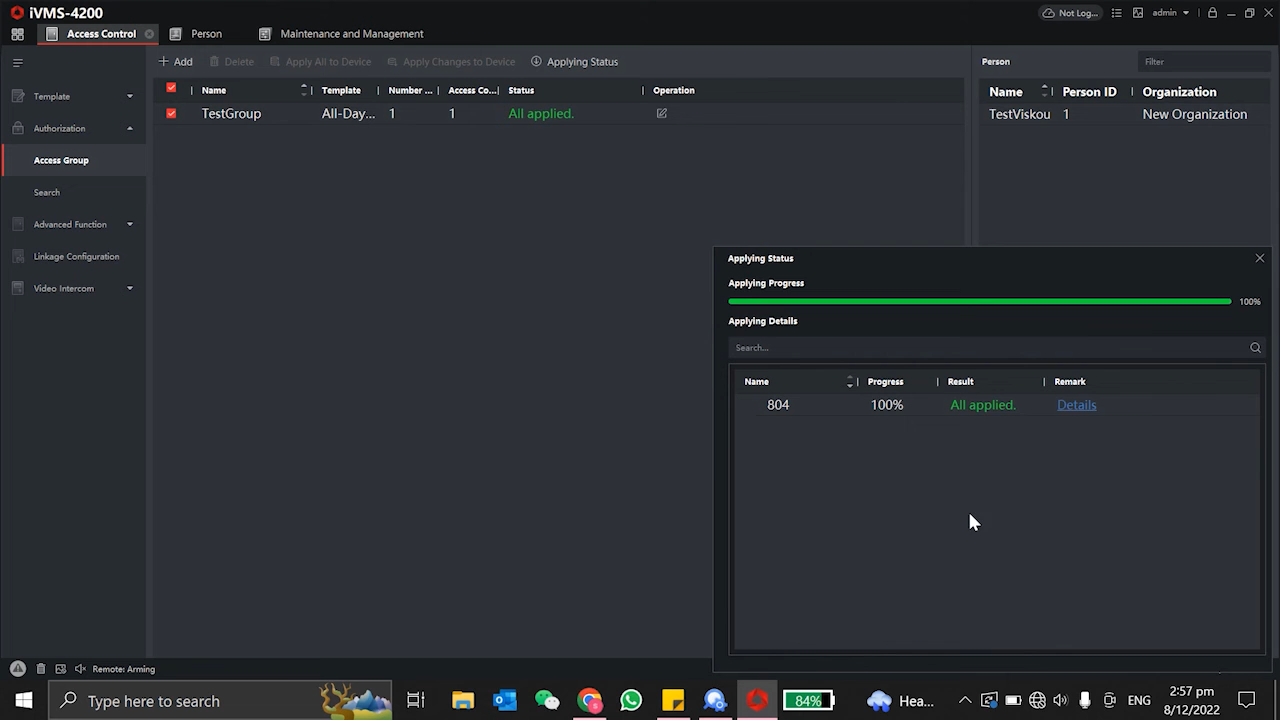 iVMS-4200
Not Log...
admin
Access Control
Person
Maintenance and Management
Add
Delete
Apply All to Device
Apply Changes to Device
Applying Status
Person
Filter
Template
Authorization
Access Group
Search
Advanced Function
Linkage Configuration
Video Intercom
Name
Template
Number ...
Access Co...
Status
Operation
TestGroup
All-Day...
1
1
All applied.
Name
Person ID
Organization
TestViskou
1
New Organization
Applying Status
Applying Progress
100%
Applying Details
Search...
Name
Progress
Result
Remark
804
100%
All applied.
Details
Remote: Arming
Type here to search
84%
Hea...
ENG
2:57 pm
8/12/2022